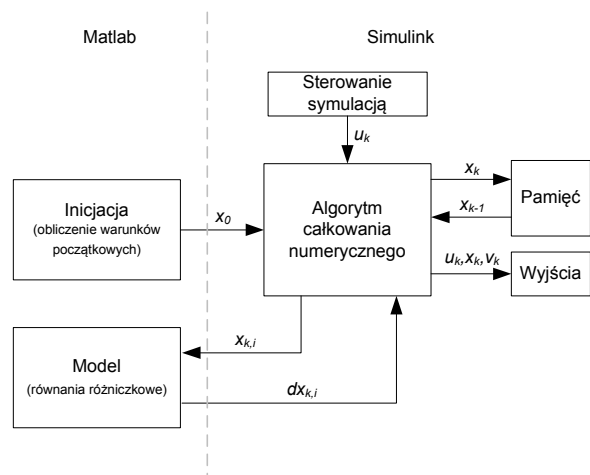 Matlab
Simulink
Sterowanie
symulacją
u_k
Inicjacja
(obliczenie warunków
początkowych)
x_0
Algorytm
całkowania
numerycznego
x_k
x_{k-1}
Pamięć
u_k,x_k,v_k
Wyjścia
Model
(równania różniczkowe)
x_{k,i}
dx_{k,i}